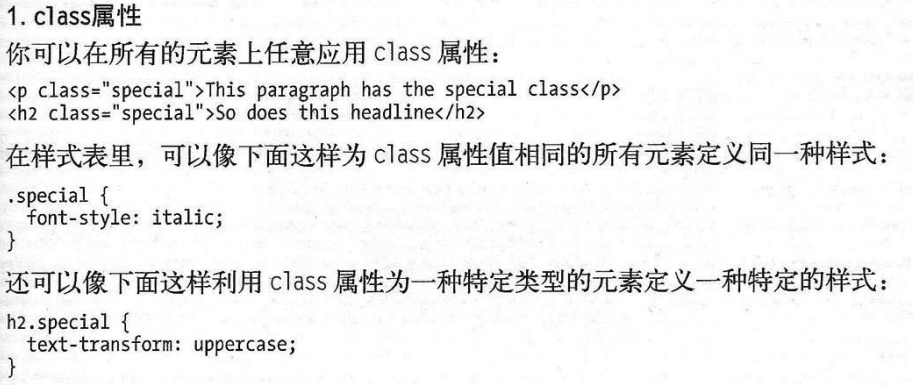 1. class属性
你可以在所有的元素上任意应用 class 属性：
<p class="special">This paragraph has the special class</p>
<h2 class="special">So does this headline</h2>
在样式表里，可以像下面这样为 class 属性值相同的所有元素定义同一种样式：
.special {
  font-style: italic;
}
还可以像下面这样利用 class 属性为一种特定类型的元素定义一种特定的样式：
h2.special {
  text-transform: uppercase;
}